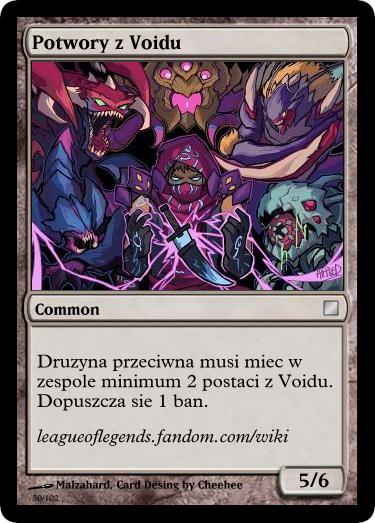 Potwory z Voidu
ARTRED
Common
Druzyna przeciwna musi miec w
zespole minimum 2 postaci z Voidu.
Dopuszcza sie 1 ban.
leagueoflegends.fandom.com/wiki
5/6
Malzahard, Card Desing by Cheehee
30/102